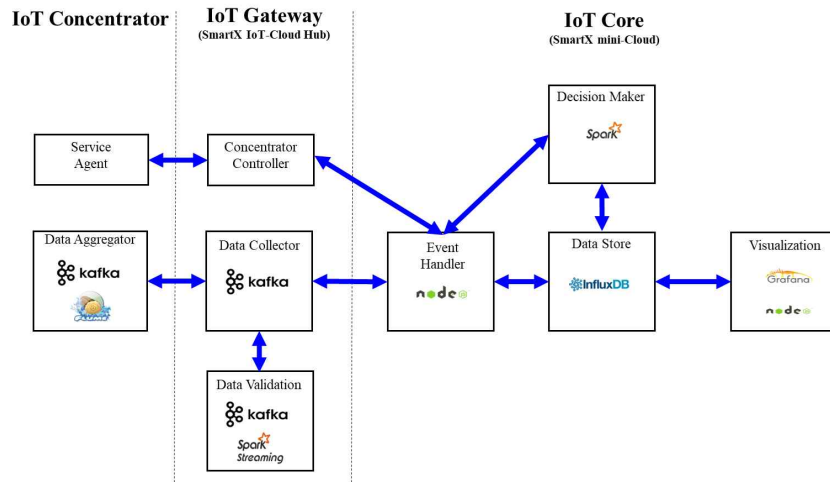 IoT Concentrator
IoT Gateway
(SmartX IoT-Cloud Hub)
IoT Core
(SmartX mini-Cloud)
Decision Maker
Spark
Service
Agent
Concentrator
Controller
Data Aggregator
kafka
Data Collector
kafka
Event
Handler
node
Data Store
InfluxDB
Visualization
Grafana
node
Data Validation
kafka
Spark
Streaming